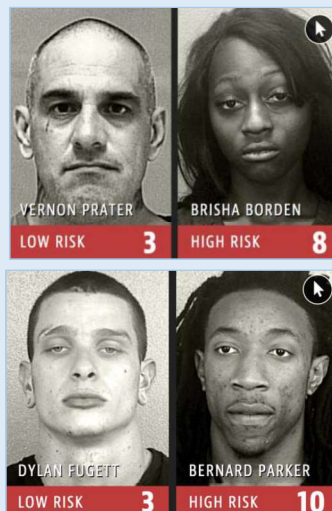 VERNON PRATER
BRISHA BORDEN
LOW RISK 3
HIGH RISK 8
DYLAN FUGETT
BERNARD PARKER
LOW RISK 3
HIGH RISK 10